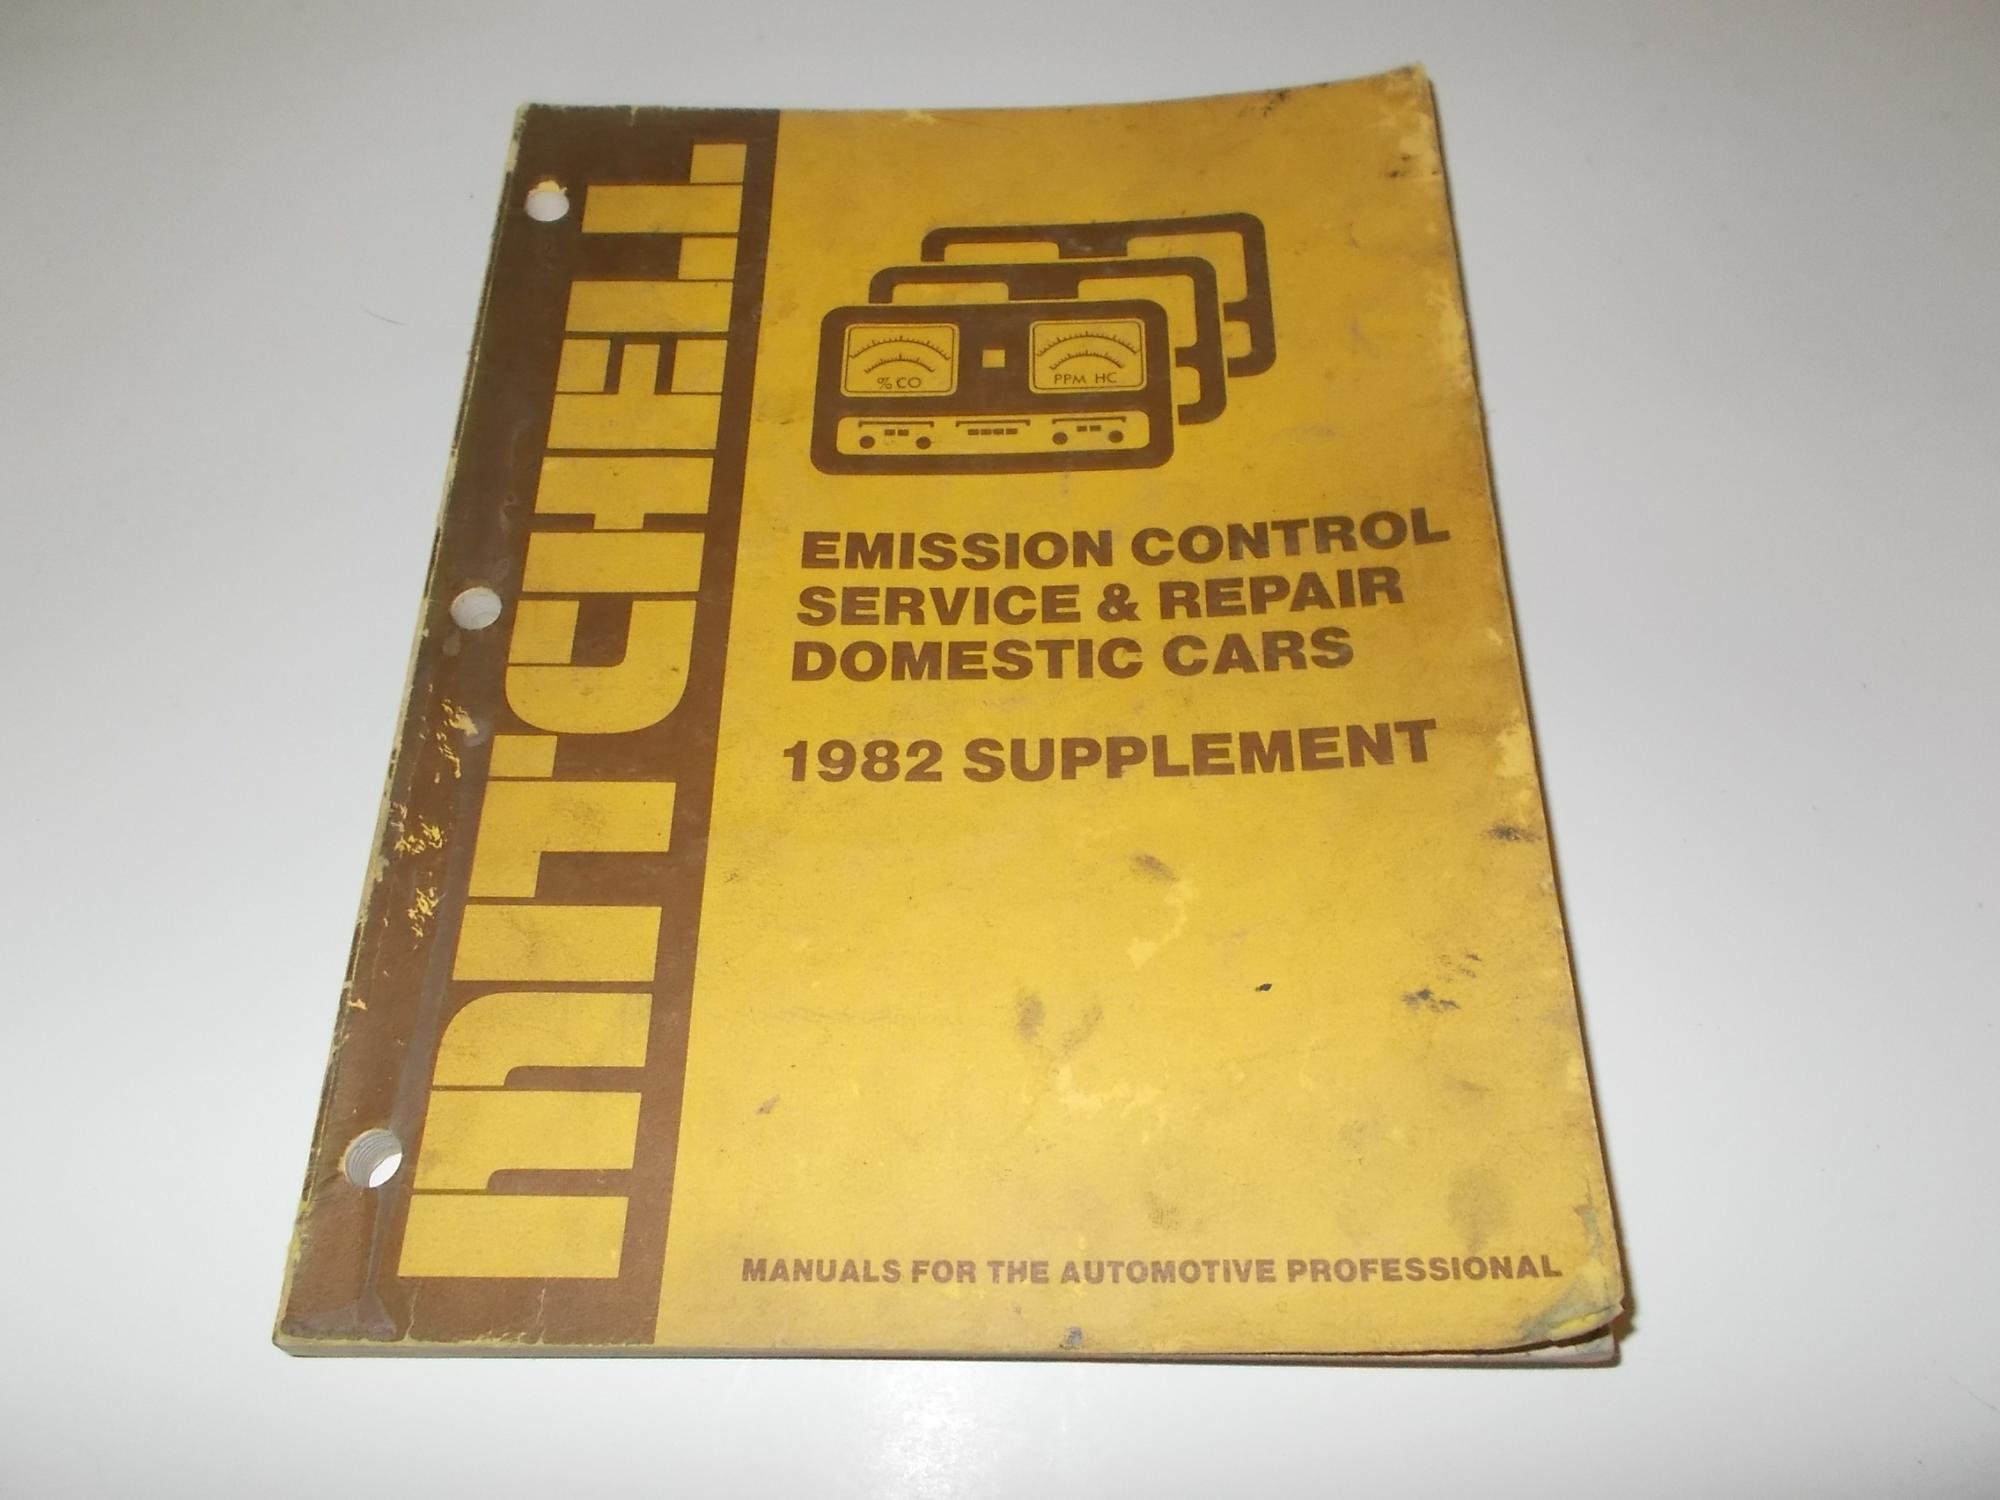 mitchell
% CO
PPM HC
EMISSION CONTROL
SERVICE & REPAIR
DOMESTIC CARS
1982 SUPPLEMENT
MANUALS FOR THE AUTOMOTIVE PROFESSIONAL